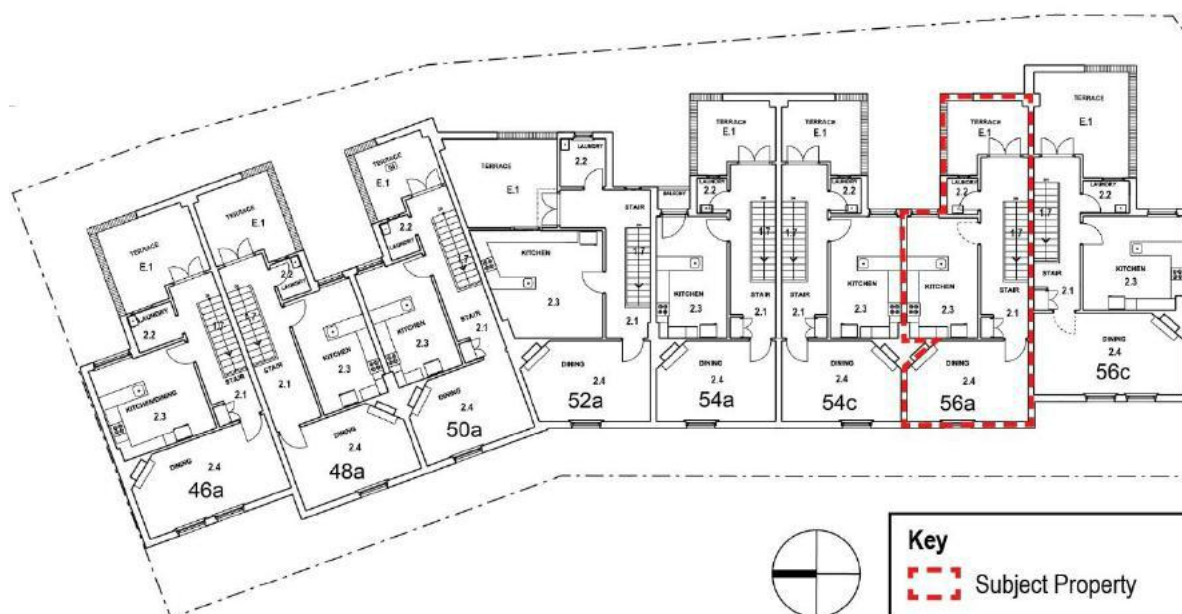 TERRACE
E.1
2.2
KITCHEN/DINING
2.3
STAIR
2.1
DINING
2.4
46a
TERRACE
E.1
2.2
LAUNDRY
1.7
STAIR
2.1
KITCHEN
2.3
DINING
2.4
48a
TERRACE
E.1
2.2
LAUNDRY
1.7
STAIR
2.1
KITCHEN
2.3
DINING
2.4
50a
TERRACE
E.1
LAUNDRY
2.2
STAIR
1.7
KITCHEN
2.3
2.1
DINING
2.4
52a
TERRACE
E.1
BALCONY
2.2
1.7
KITCHEN
2.3
STAIR
2.1
DINING
2.4
54a
TERRACE
E.1
LAUNDRY
2.2
1.7
STAIR
2.1
KITCHEN
2.3
DINING
2.4
54c
TERRACE
E.1
LAUNDRY
2.2
1.7
KITCHEN
2.3
STAIR
2.1
DINING
2.4
56a
TERRACE
E.1
LAUNDRY
2.2
1.7
STAIR
2.1
KITCHEN
2.3
DINING
2.4
56c
Key
Subject Property